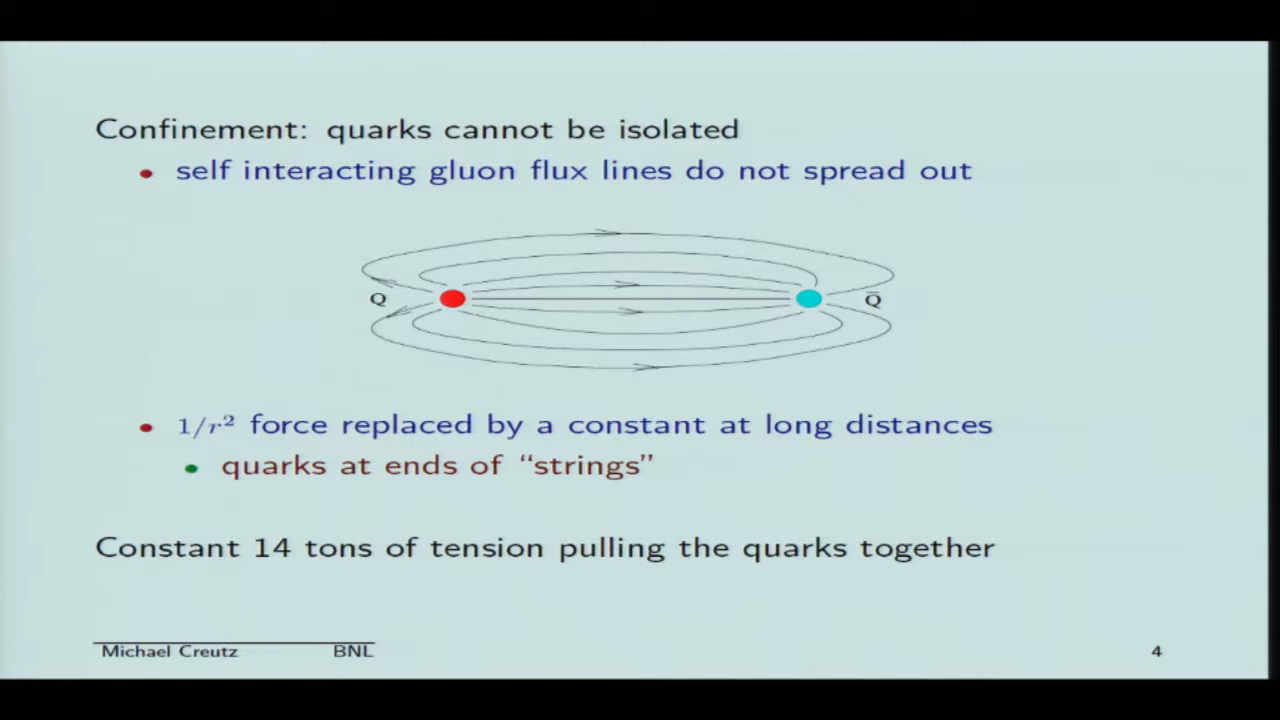 Confinement: quarks cannot be isolated
• self interacting gluon flux lines do not spread out
Q Q̄
• 1/r² force replaced by a constant at long distances
• quarks at ends of “strings”
Constant 14 tons of tension pulling the quarks together
Michael Creutz BNL 4